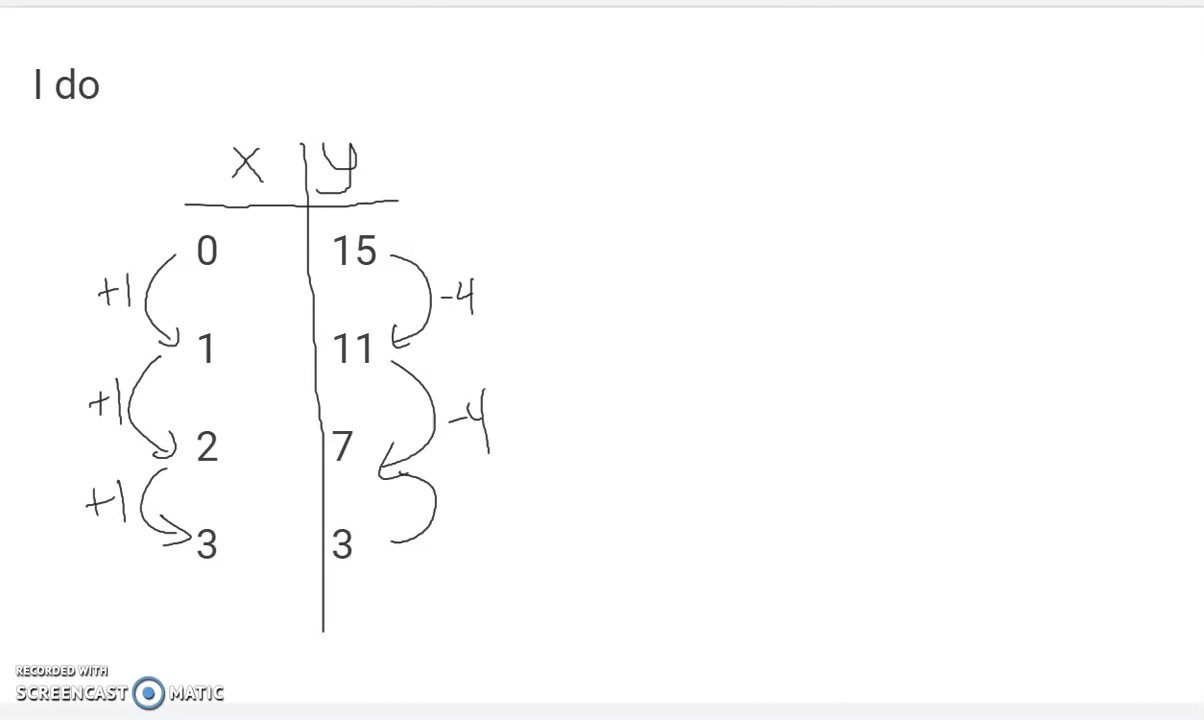 I do
x y
0 15
+1 -4
1 11
+1 -4
2 7
+1
3 3
RECORDED WITH
SCREENCAST MATIC